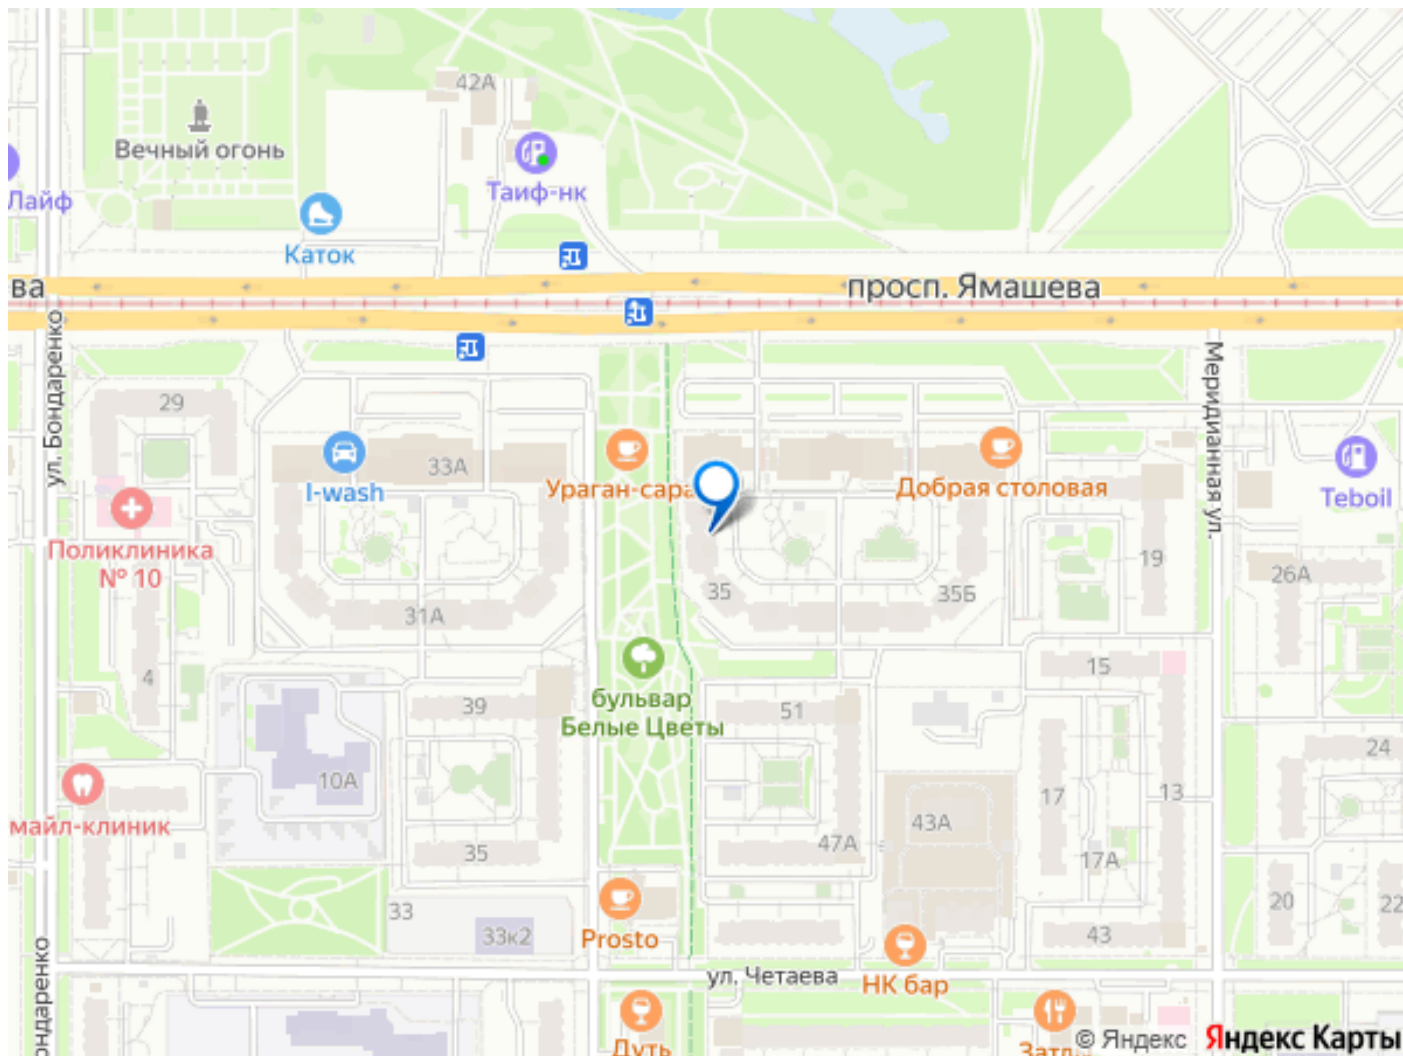 42А
Вечный огонь
Таиф-нк
Лайф
Каток
ва
просп. Ямашева
ул. Бондаренко
Меридианная ул.
29
33А
I-wash
Ураган-сара
Добрая столовая
Teboil
Поликлиника
№ 10
19
26А
35
35Б
31А
15
4
бульвар
Белые Цветы
39
51
24
10А
17
13
майл-клиник
43А
47А
35
17А
20
22
33
33к2
Prosto
43
ондаренко
ул. Четаева
НК бар
Дуть
© Яндекс
Яндекс Карты